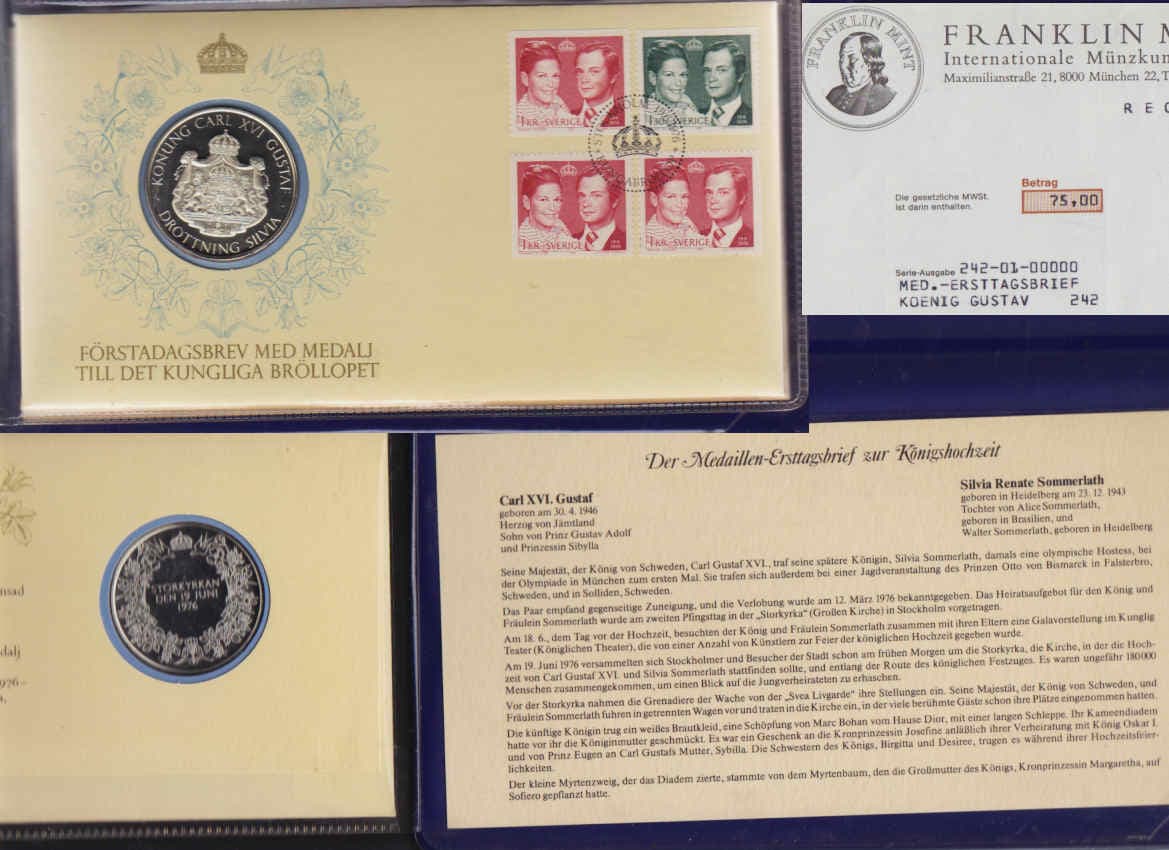 KONUNG CARL XVI GUSTAF
DROTTNING SILVIA
FÖRSTADAGSBREV MED MEDALJ
TILL DET KUNGLIGA BRÖLLOPET
1 KR SVERIGE
1 KR SVERIGE
1 KR SVERIGE
1 KR SVERIGE
FRANKLIN MINT
FRANKLIN M
Internationale Münzkun
Maximilianstraße 21, 8000 München 22, T
R E C
Die gesetzliche MWSt.
ist darin enthalten.
Betrag
75,00
Serie-Ausgabe 242-01-00000
MED.-ERSTTAGSBRIEF
KOENIG GUSTAV 242
nsad
dalj
976–
STORKYRKAN
DEN 19 JUNI
1976
Der Medaillen-Ersttagsbrief zur Königshochzeit
Carl XVI. Gustaf
geboren am 30. 4. 1946
Herzog von Jämtland
Sohn von Prinz Gustav Adolf
und Prinzessin Sibylla
Silvia Renate Sommerlath
geboren in Heidelberg am 23. 12. 1943
Tochter von Alice Sommerlath,
geboren in Brasilien, und
Walter Sommerlath, geboren in Heidelberg
Seine Majestät, der König von Schweden, Carl Gustaf XVI., traf seine spätere Königin, Silvia Sommerlath, damals eine olympische Hostess, bei
der Olympiade in München zum ersten Mal. Sie trafen sich außerdem bei einer Jagdveranstaltung des Prinzen Otto von Bismarck in Falsterbro,
Schweden, und in Solliden, Schweden.
Das Paar empfand gegenseitige Zuneigung, und die Verlobung wurde am 12. März 1976 bekanntgegeben. Das Heiratsaufgebot für den König und
Fräulein Sommerlath wurde am zweiten Pfingsttag in der „Storkyrka“ (Großen Kirche) in Stockholm vorgetragen.
Am 18. 6., dem Tag vor der Hochzeit, besuchten der König und Fräulein Sommerlath zusammen mit ihren Eltern eine Galavorstellung im Kunglig
Teater (Königlichen Theater), die von einer Anzahl von Künstlern zur Feier der königlichen Hochzeit gegeben wurde.
Am 19. Juni 1976 versammelten sich Stockholmer und Besucher der Stadt schon am frühen Morgen um die Storkyrka, die Kirche, in der die Hoch-
zeit von Carl Gustaf XVI. und Silvia Sommerlath stattfinden sollte, und entlang der Route des königlichen Festzuges. Es waren ungefähr 180 000
Menschen zusammengekommen, um einen Blick auf die Jungverheirateten zu erhaschen.
Vor der Storkyrka nahmen die Grenadiere der Wache von der „Svea Livgarde“ ihre Stellungen ein. Seine Majestät, der König von Schweden, und
Fräulein Sommerlath fuhren in getrennten Wagen vor und traten in die Kirche ein, in der viele berühmte Gäste schon ihre Plätze eingenommen hatten.
Die künftige Königin trug ein weißes Brautkleid, eine Schöpfung von Marc Bohan vom Hause Dior, mit einer langen Schleppe. Ihr Kameendiadem
hatte vor ihr die Königinmutter geschmückt. Es war ein Geschenk an die Kronprinzessin Josefine anläßlich ihrer Verheiratung mit König Oskar I.
und von Prinz Eugen an Carl Gustafs Mutter, Sybilla. Die Schwestern des Königs, Birgitta und Desiree, trugen es während ihrer Hochzeitsfeier-
lichkeiten.
Der kleine Myrtenzweig, der das Diadem zierte, stammte von dem Myrtenbaum, den die Großmutter des Königs, Kronprinzessin Margaretha, auf
Sofiero gepflanzt hatte.